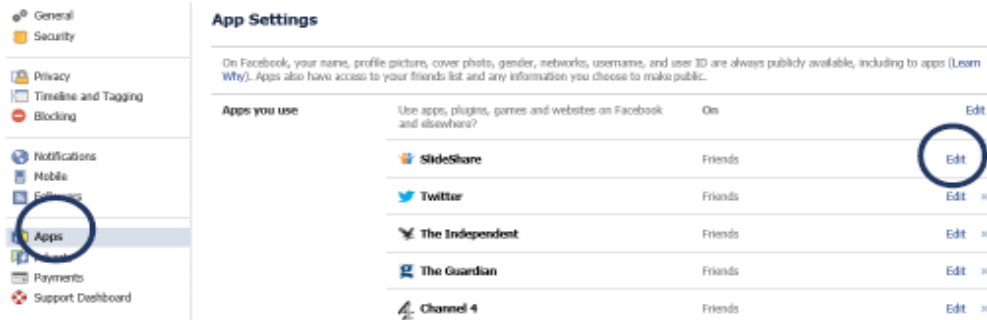 General
Security
Privacy
Timeline and Tagging
Blocking
Notifications
Mobile
Followers
Apps
Payments
Support Dashboard
App Settings
On Facebook, your name, profile picture, cover photo, gender, networks, username, and user ID are always publicly available, including to apps (Learn
Why). Apps also have access to your friends list and any information you choose to make public.
Apps you use
Use apps, plugins, games and websites on Facebook
and elsewhere?
On
Edit
SlideShare Friends Edit
Twitter Friends Edit ×
The Independent Friends Edit ×
The Guardian Friends Edit ×
Channel 4 Friends Edit ×